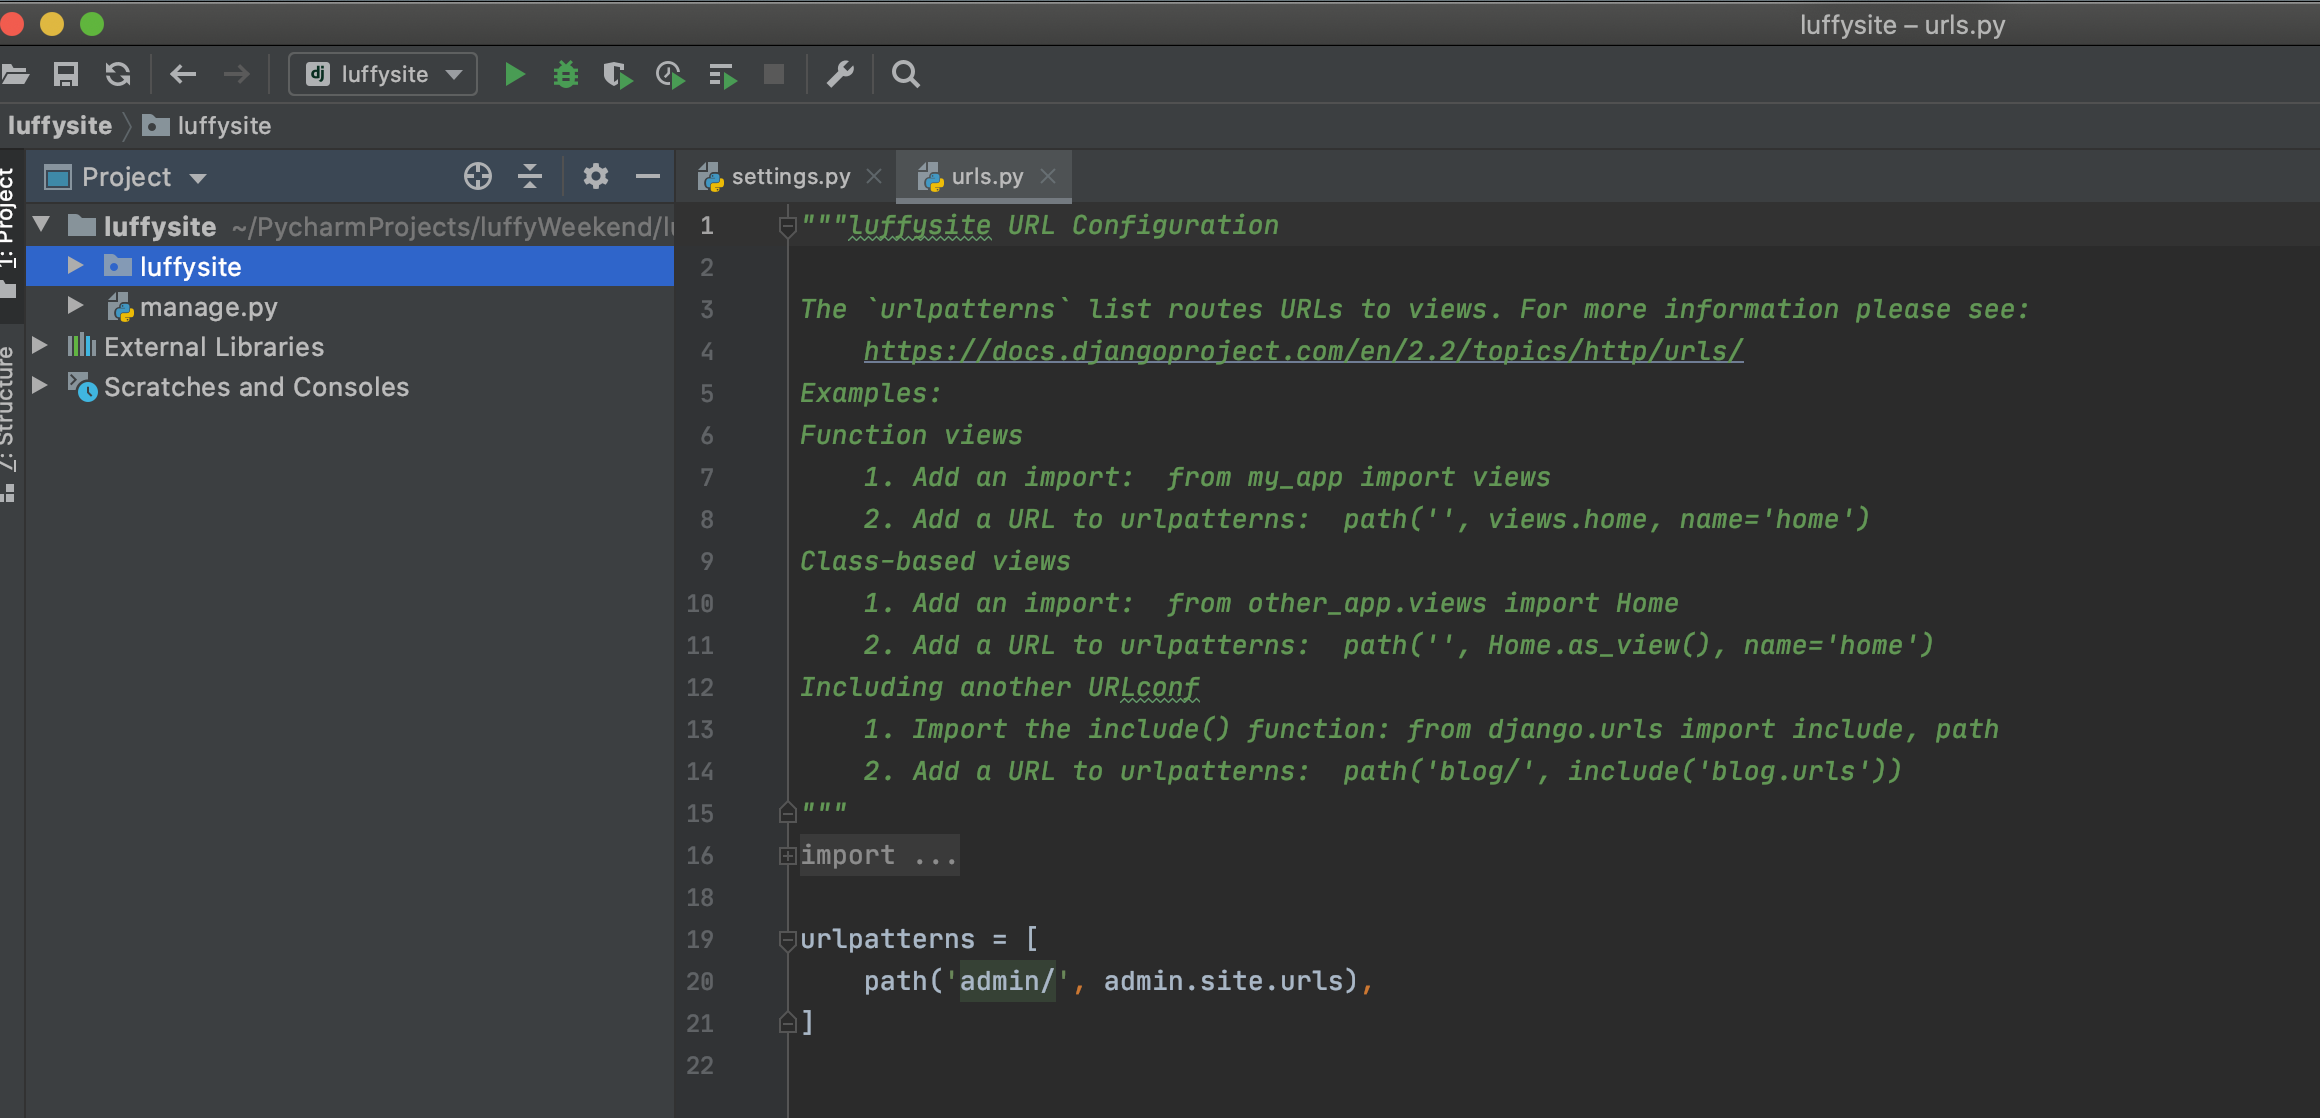 luffysite – urls.py
dj luffysite
luffysite luffysite
1: Project
Project
settings.py
urls.py
luffysite ~/PycharmProjects/luffyWeekend/
luffysite
manage.py
External Libraries
Scratches and Consoles
Structure
1 """luffysite URL Configuration
2
3 The `urlpatterns` list routes URLs to views. For more information please see:
4     https://docs.djangoproject.com/en/2.2/topics/http/urls/
5 Examples:
6 Function views
7     1. Add an import:  from my_app import views
8     2. Add a URL to urlpatterns:  path('', views.home, name='home')
9 Class-based views
10     1. Add an import:  from other_app.views import Home
11     2. Add a URL to urlpatterns:  path('', Home.as_view(), name='home')
12 Including another URLconf
13     1. Import the include() function: from django.urls import include, path
14     2. Add a URL to urlpatterns:  path('blog/', include('blog.urls'))
15 """
16 import ...
18
19 urlpatterns = [
20     path('admin/', admin.site.urls),
21 ]
22